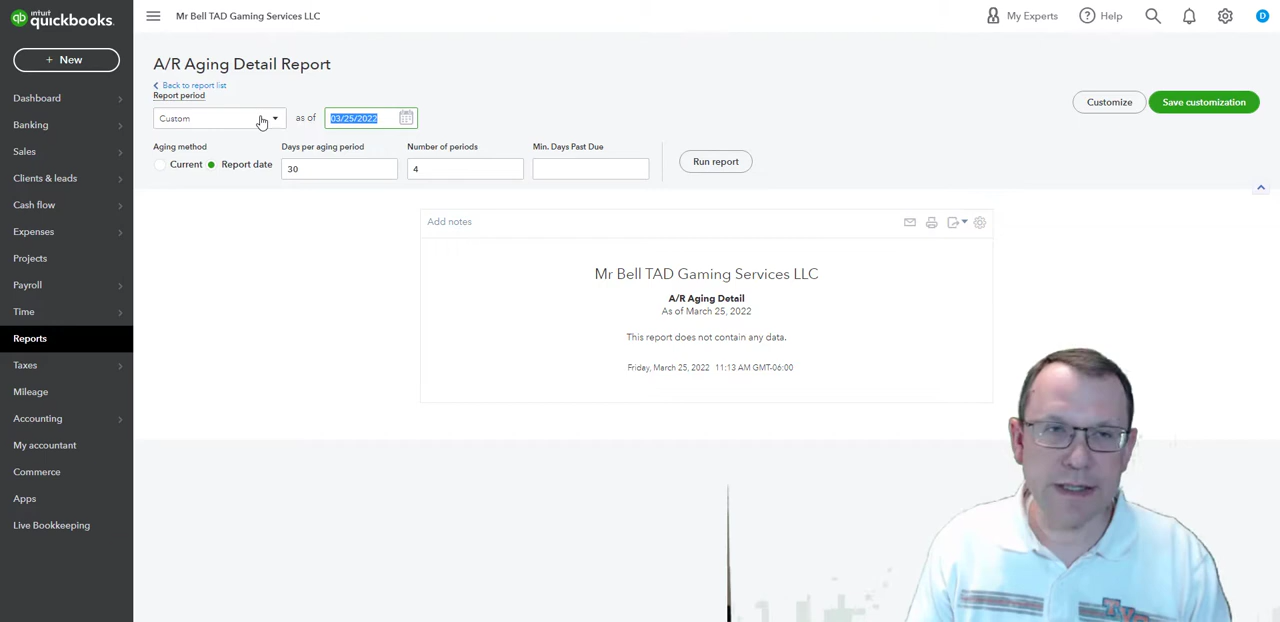 intuit
qb quickbooks.
Mr Bell TAD Gaming Services LLC
My Experts
Help
D
+ New
Dashboard
Banking
Sales
Clients & leads
Cash flow
Expenses
Projects
Payroll
Time
Reports
Taxes
Mileage
Accounting
My accountant
Commerce
Apps
Live Bookkeeping
A/R Aging Detail Report
Back to report list
Report period
Custom
as of
03/25/2022
Customize
Save customization
Aging method
Current
Report date
Days per aging period
30
Number of periods
4
Min. Days Past Due
Run report
Add notes
Mr Bell TAD Gaming Services LLC
A/R Aging Detail
As of March 25, 2022
This report does not contain any data.
Friday, March 25, 2022 11:13 AM GMT-06:00